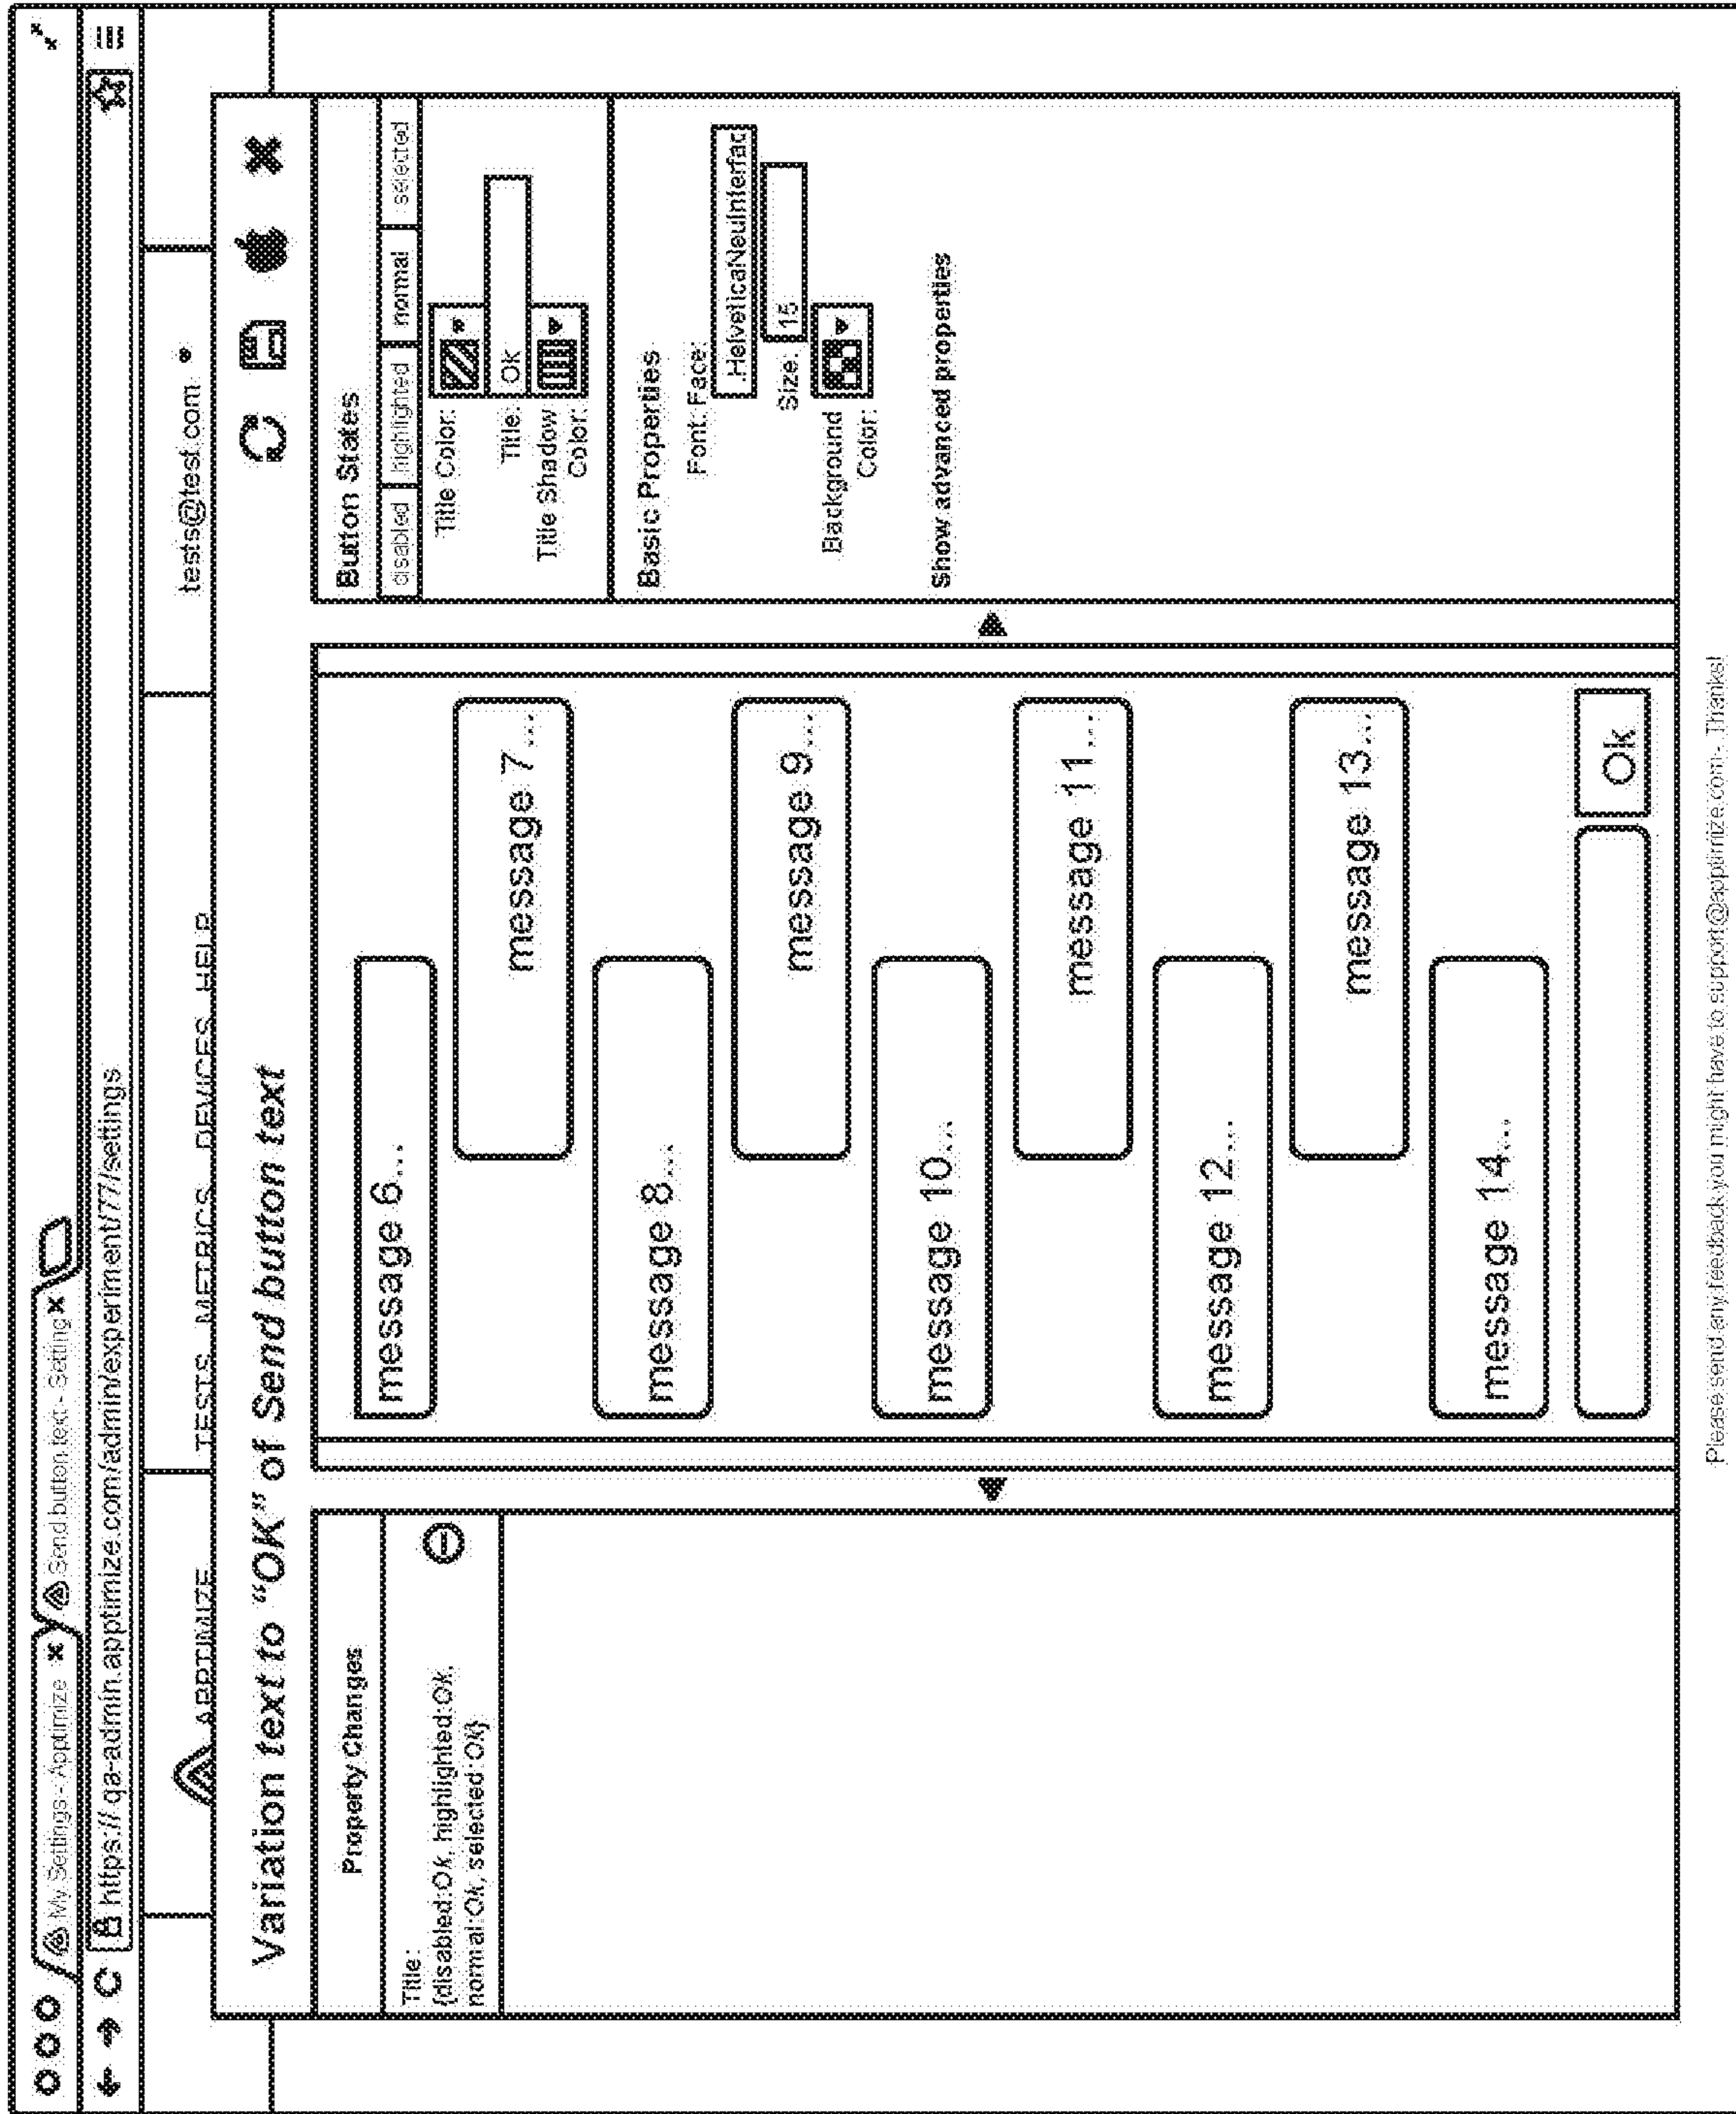 My Settings - Apptimize
Send button text - Setting
https:// qa-admin.apptimize.com/admin/experiment/77/settings
APPTIMIZE
TESTS METRICS DEVICES HELP
tests@test.com
Variation text to “OK” of Send button text
Property Changes
Title:
{disabled:Ok, highlighted:Ok,
normal:Ok, selected:Ok}
message 6...
message 7...
message 8...
message 9...
message 10...
message 11...
message 12...
message 13...
message 14...
Ok
Button States
disabled highlighted normal selected
Title Color:
Title: Ok
Title Shadow
Color:
Basic Properties
Font: Face:
.HelveticaNeuInterfac
Size: 15
Background
Color:
Show advanced properties
Please send any feedback you might have to support@apptimize.com - Thanks!